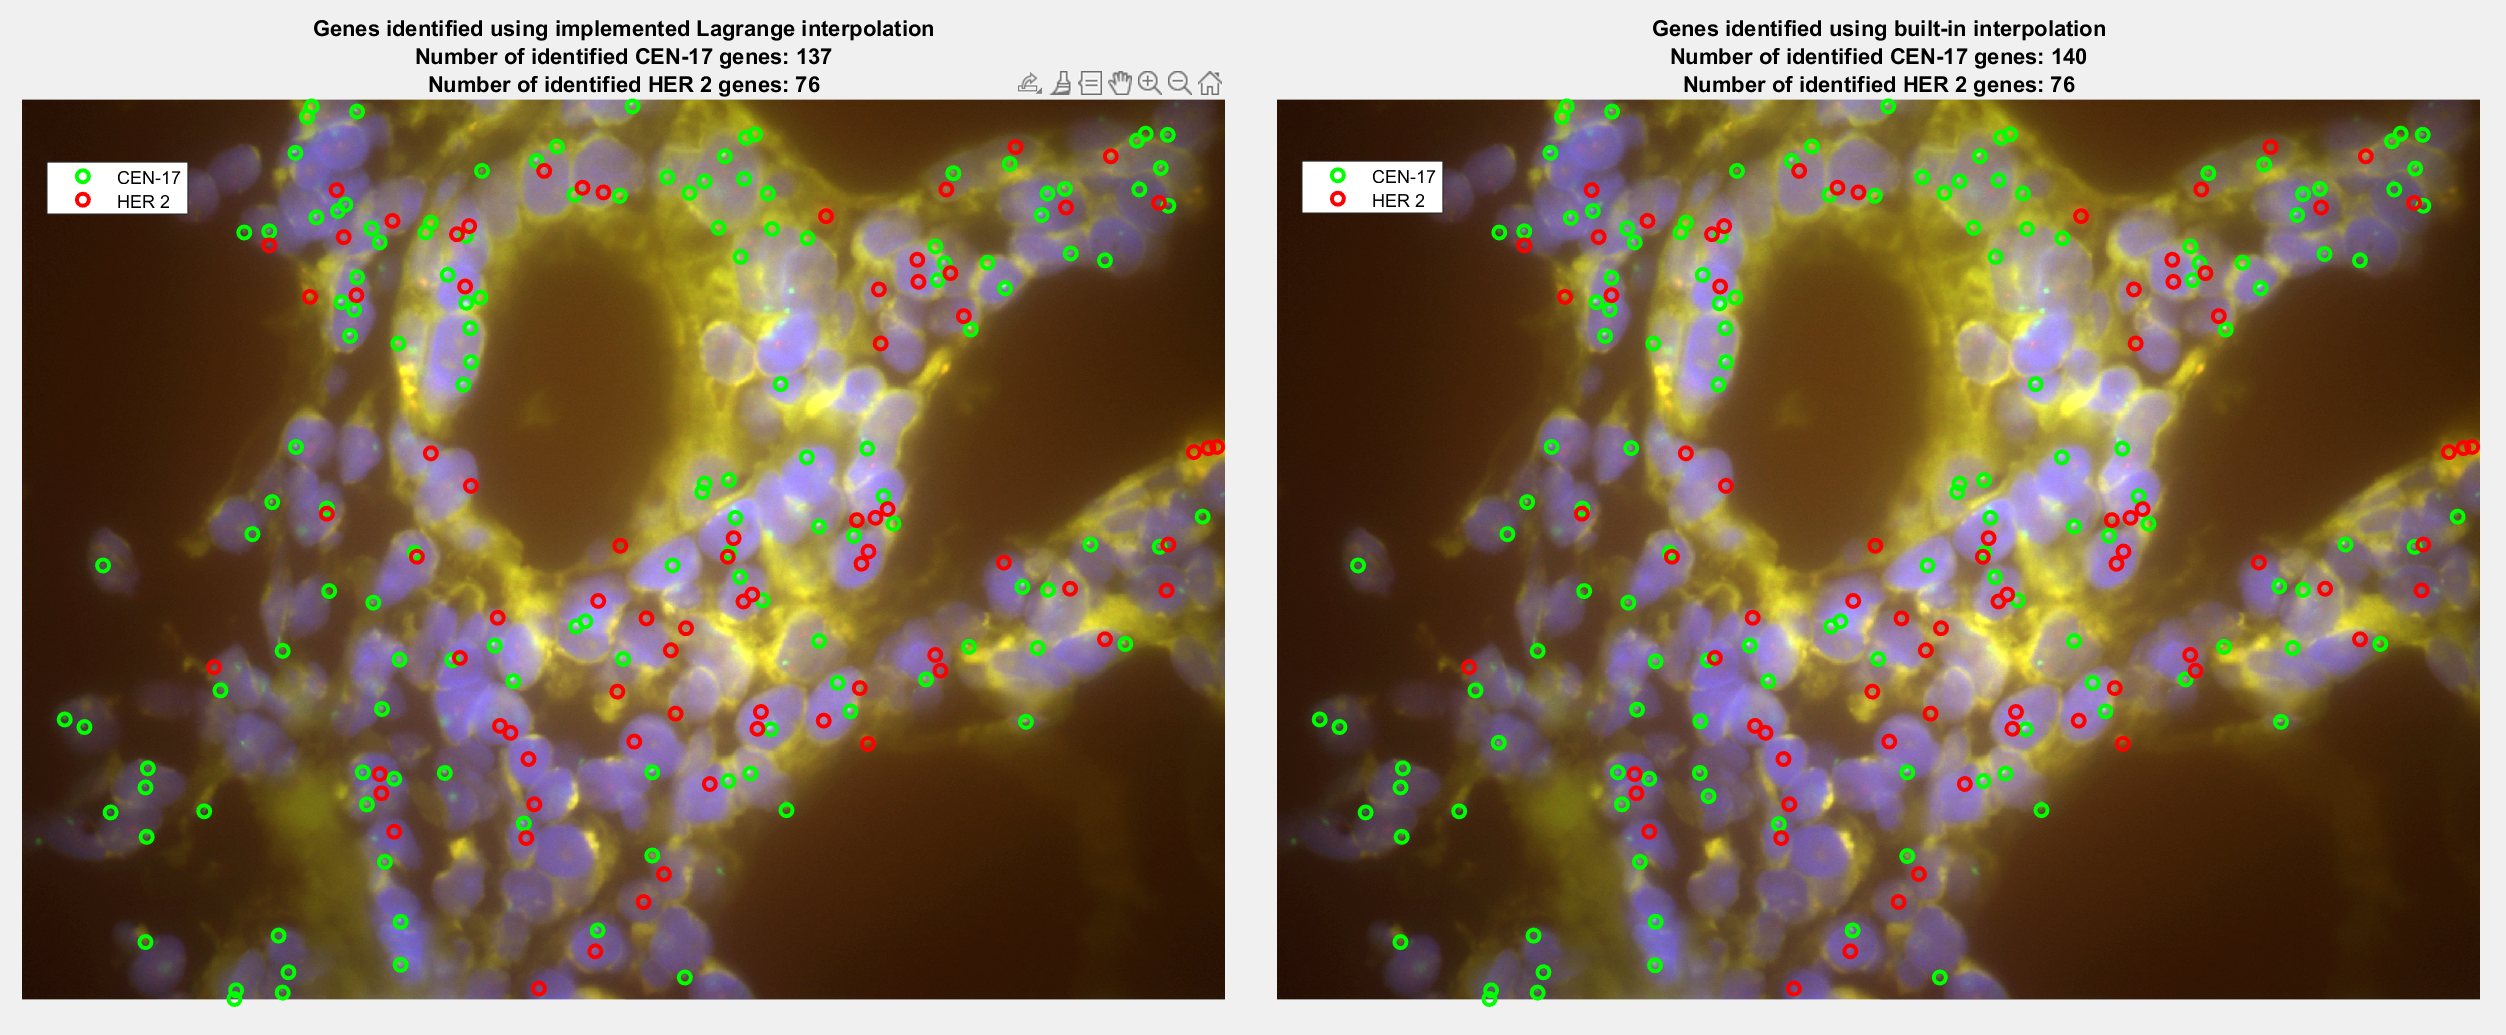 Genes identified using implemented Lagrange interpolation
Number of identified CEN-17 genes: 137
Number of identified HER 2 genes: 76
CEN-17
HER 2
Genes identified using built-in interpolation
Number of identified CEN-17 genes: 140
Number of identified HER 2 genes: 76
CEN-17
HER 2